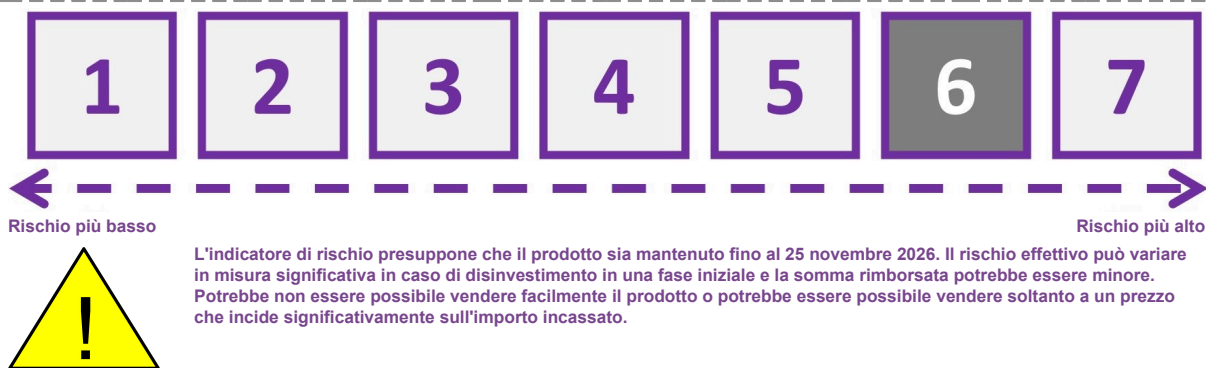 1 2 3 4 5 6 7
Rischio più basso Rischio più alto
L'indicatore di rischio presuppone che il prodotto sia mantenuto fino al 25 novembre 2026. Il rischio effettivo può variare
in misura significativa in caso di disinvestimento in una fase iniziale e la somma rimborsata potrebbe essere minore.
Potrebbe non essere possibile vendere facilmente il prodotto o potrebbe essere possibile vendere soltanto a un prezzo
che incide significativamente sull'importo incassato.
!